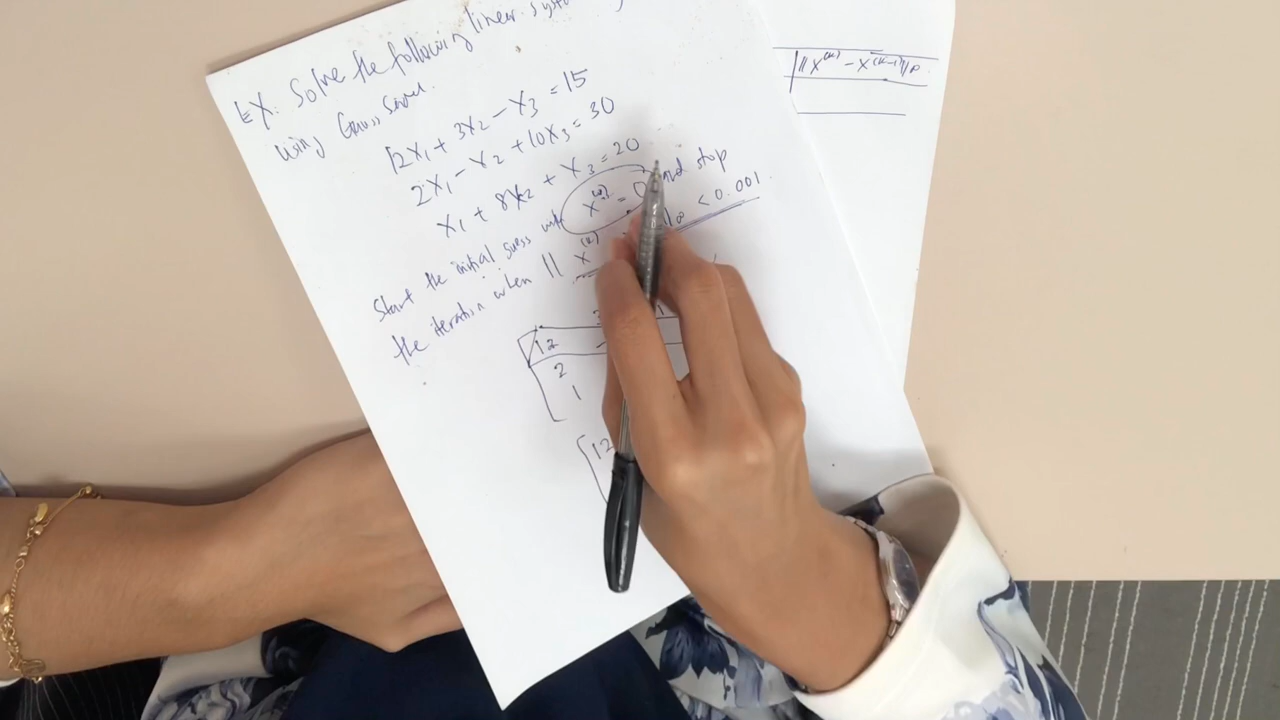 EX. Solve the following linear
using Gauss Seidel.
12x₁ + 3x₂ - x₃ = 15
2x₁ - x₂ + 10x₃ = 30
x₁ + 8x₂ + x₃ = 20
Start the initial guess with x⁽⁰⁾ = 0 and stop
the iteration when || x⁽ᵏ⁾ ||∞ < 0.001.
12
2
1
12
||x⁽ᵏ⁾ - x⁽ᵏ⁻¹⁾||∞